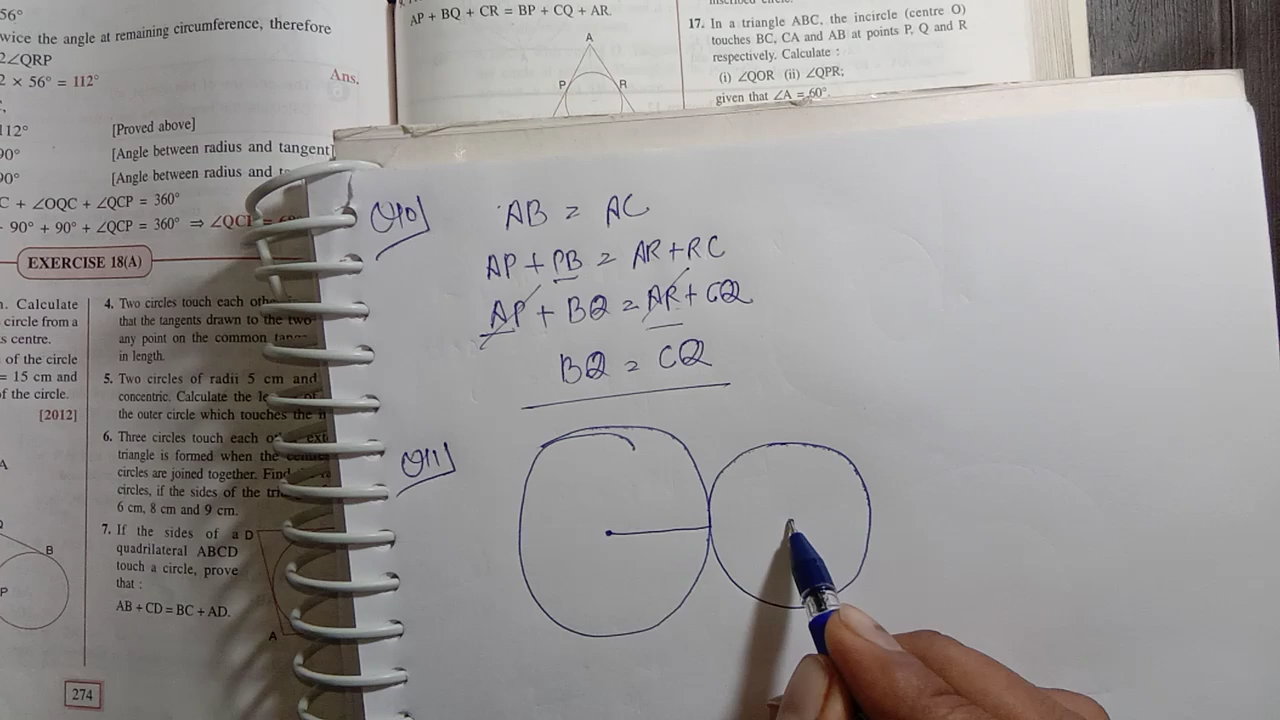 56°
wice the angle at remaining circumference, therefore
2∠QRP
2 × 56° = 112°
Ans.
112°
[Proved above]
90°
[Angle between radius and tangent]
90°
[Angle between radius and
C + ∠OQC + ∠QCP = 360°
90° + 90° + ∠QCP = 360° ⇒
EXERCISE 18(A)
. Calculate
circle from a
s centre.
of the circle
= 15 cm and
of the circle.
[2012]
A
B
P
274
4. Two circles touch each
that the tangents drawn to the two
any point on the common
in length.
5. Two circles of radii 5 cm and
concentric. Calculate the
the outer circle which touches the
6. Three circles touch each
triangle is formed when the
circles are joined together. Find
circles, if the sides of the
6 cm, 8 cm and 9 cm.
7. If the sides of a
quadrilateral ABCD
touch a circle, prove
that :
AB + CD = BC + AD.
D
A
AP + BQ + CR = BP + CQ + AR.
A
P
R
17. In a triangle ABC, the incircle (centre O)
touches BC, CA and AB at points P, Q and R
respectively. Calculate :
(i) ∠QOR (ii) ∠QPR;
given that ∠A = 60°.
Q10]
AB = AC
AP + PB = AR + RC
AP + BQ = AR + CQ
BQ = CQ
Q11]